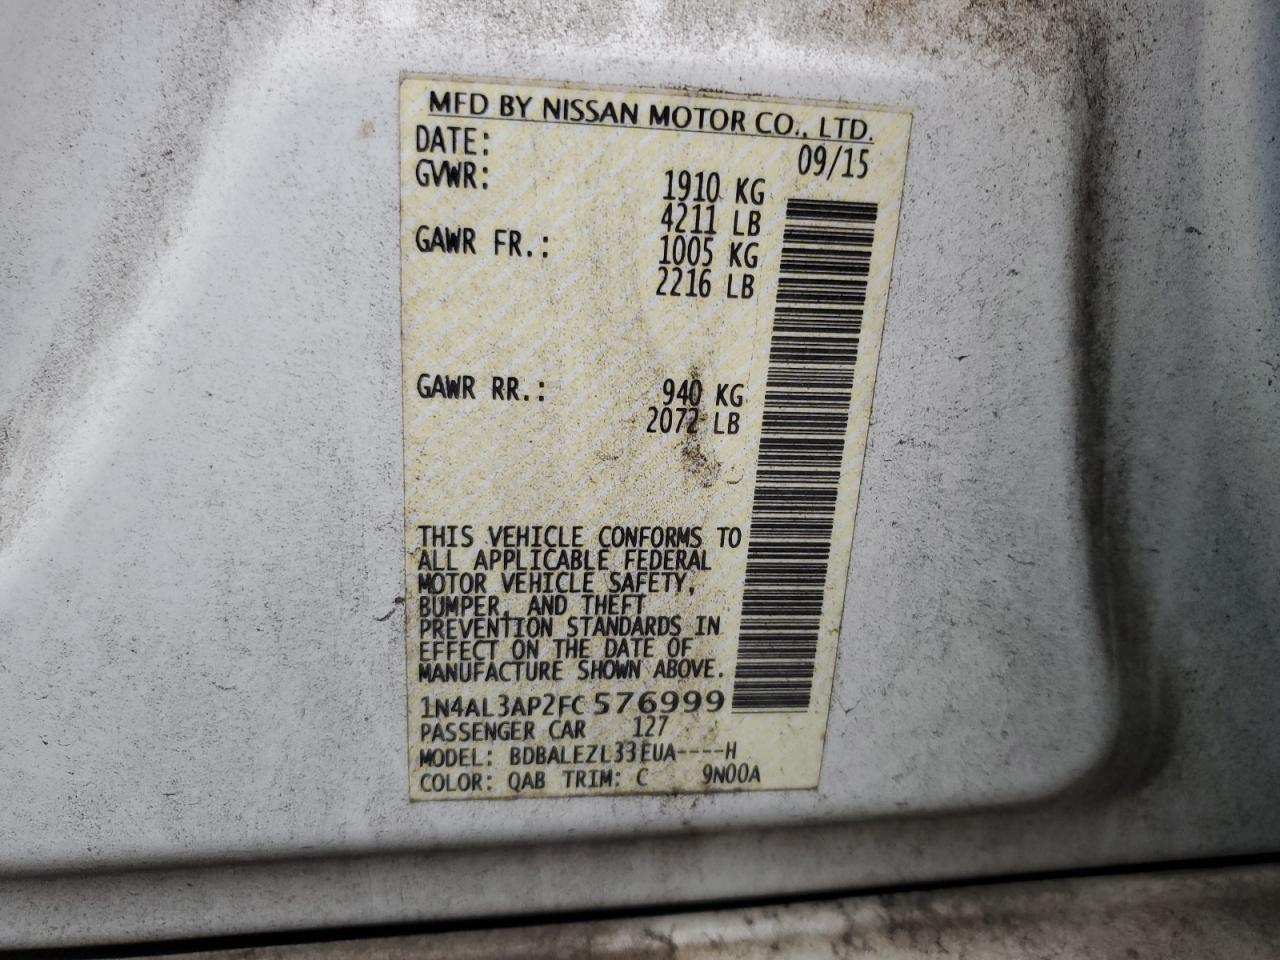 MFD BY NISSAN MOTOR CO., LTD.
DATE: 09/15
GVWR: 1910 KG
4211 LB
GAWR FR.: 1005 KG
2216 LB
GAWR RR.: 940 KG
2072 LB
THIS VEHICLE CONFORMS TO
ALL APPLICABLE FEDERAL
MOTOR VEHICLE SAFETY,
BUMPER, AND THEFT
PREVENTION STANDARDS IN
EFFECT ON THE DATE OF
MANUFACTURE SHOWN ABOVE.
1N4AL3AP2FC576999
PASSENGER CAR 127
MODEL: BDBALEZL33EUA----H
COLOR: QAB TRIM: C 9N00A